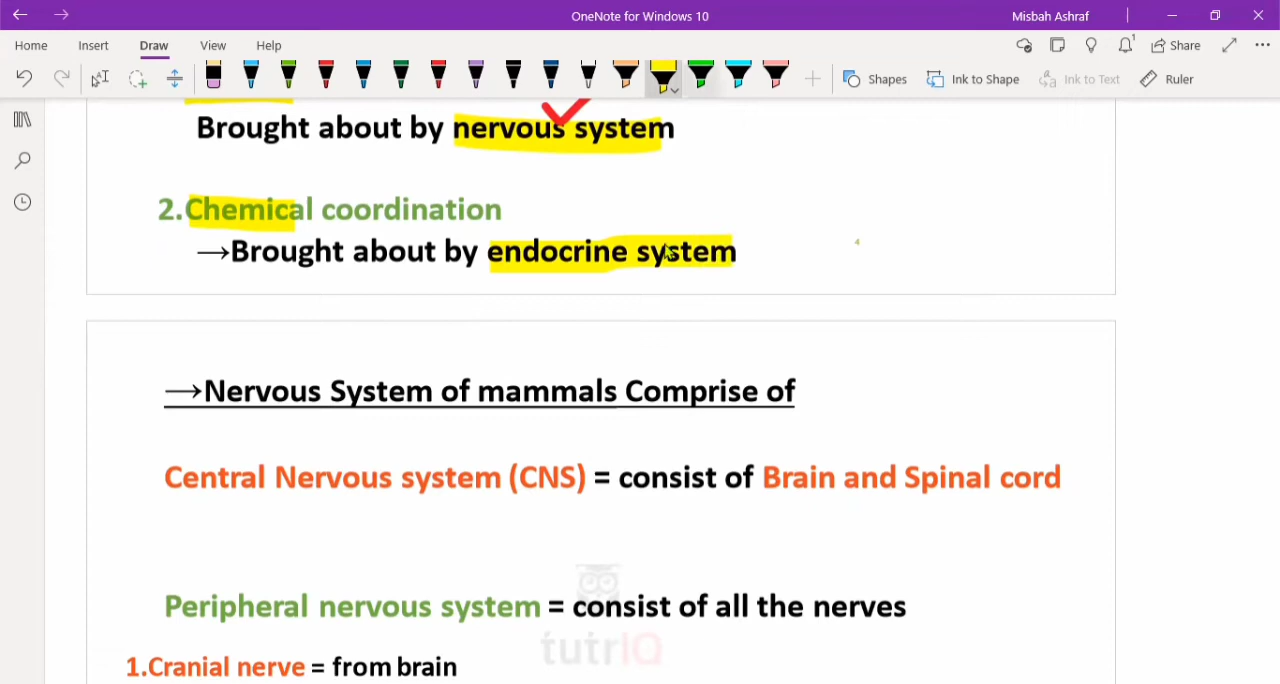 OneNote for Windows 10
Misbah Ashraf
Home Insert Draw View Help
1 Share
Shapes Ink to Shape Ink to Text Ruler
Brought about by nervous system
2.Chemical coordination
→Brought about by endocrine system
→Nervous System of mammals Comprise of
Central Nervous system (CNS) = consist of Brain and Spinal cord
Peripheral nervous system = consist of all the nerves
tutrIQ
1.Cranial nerve = from brain